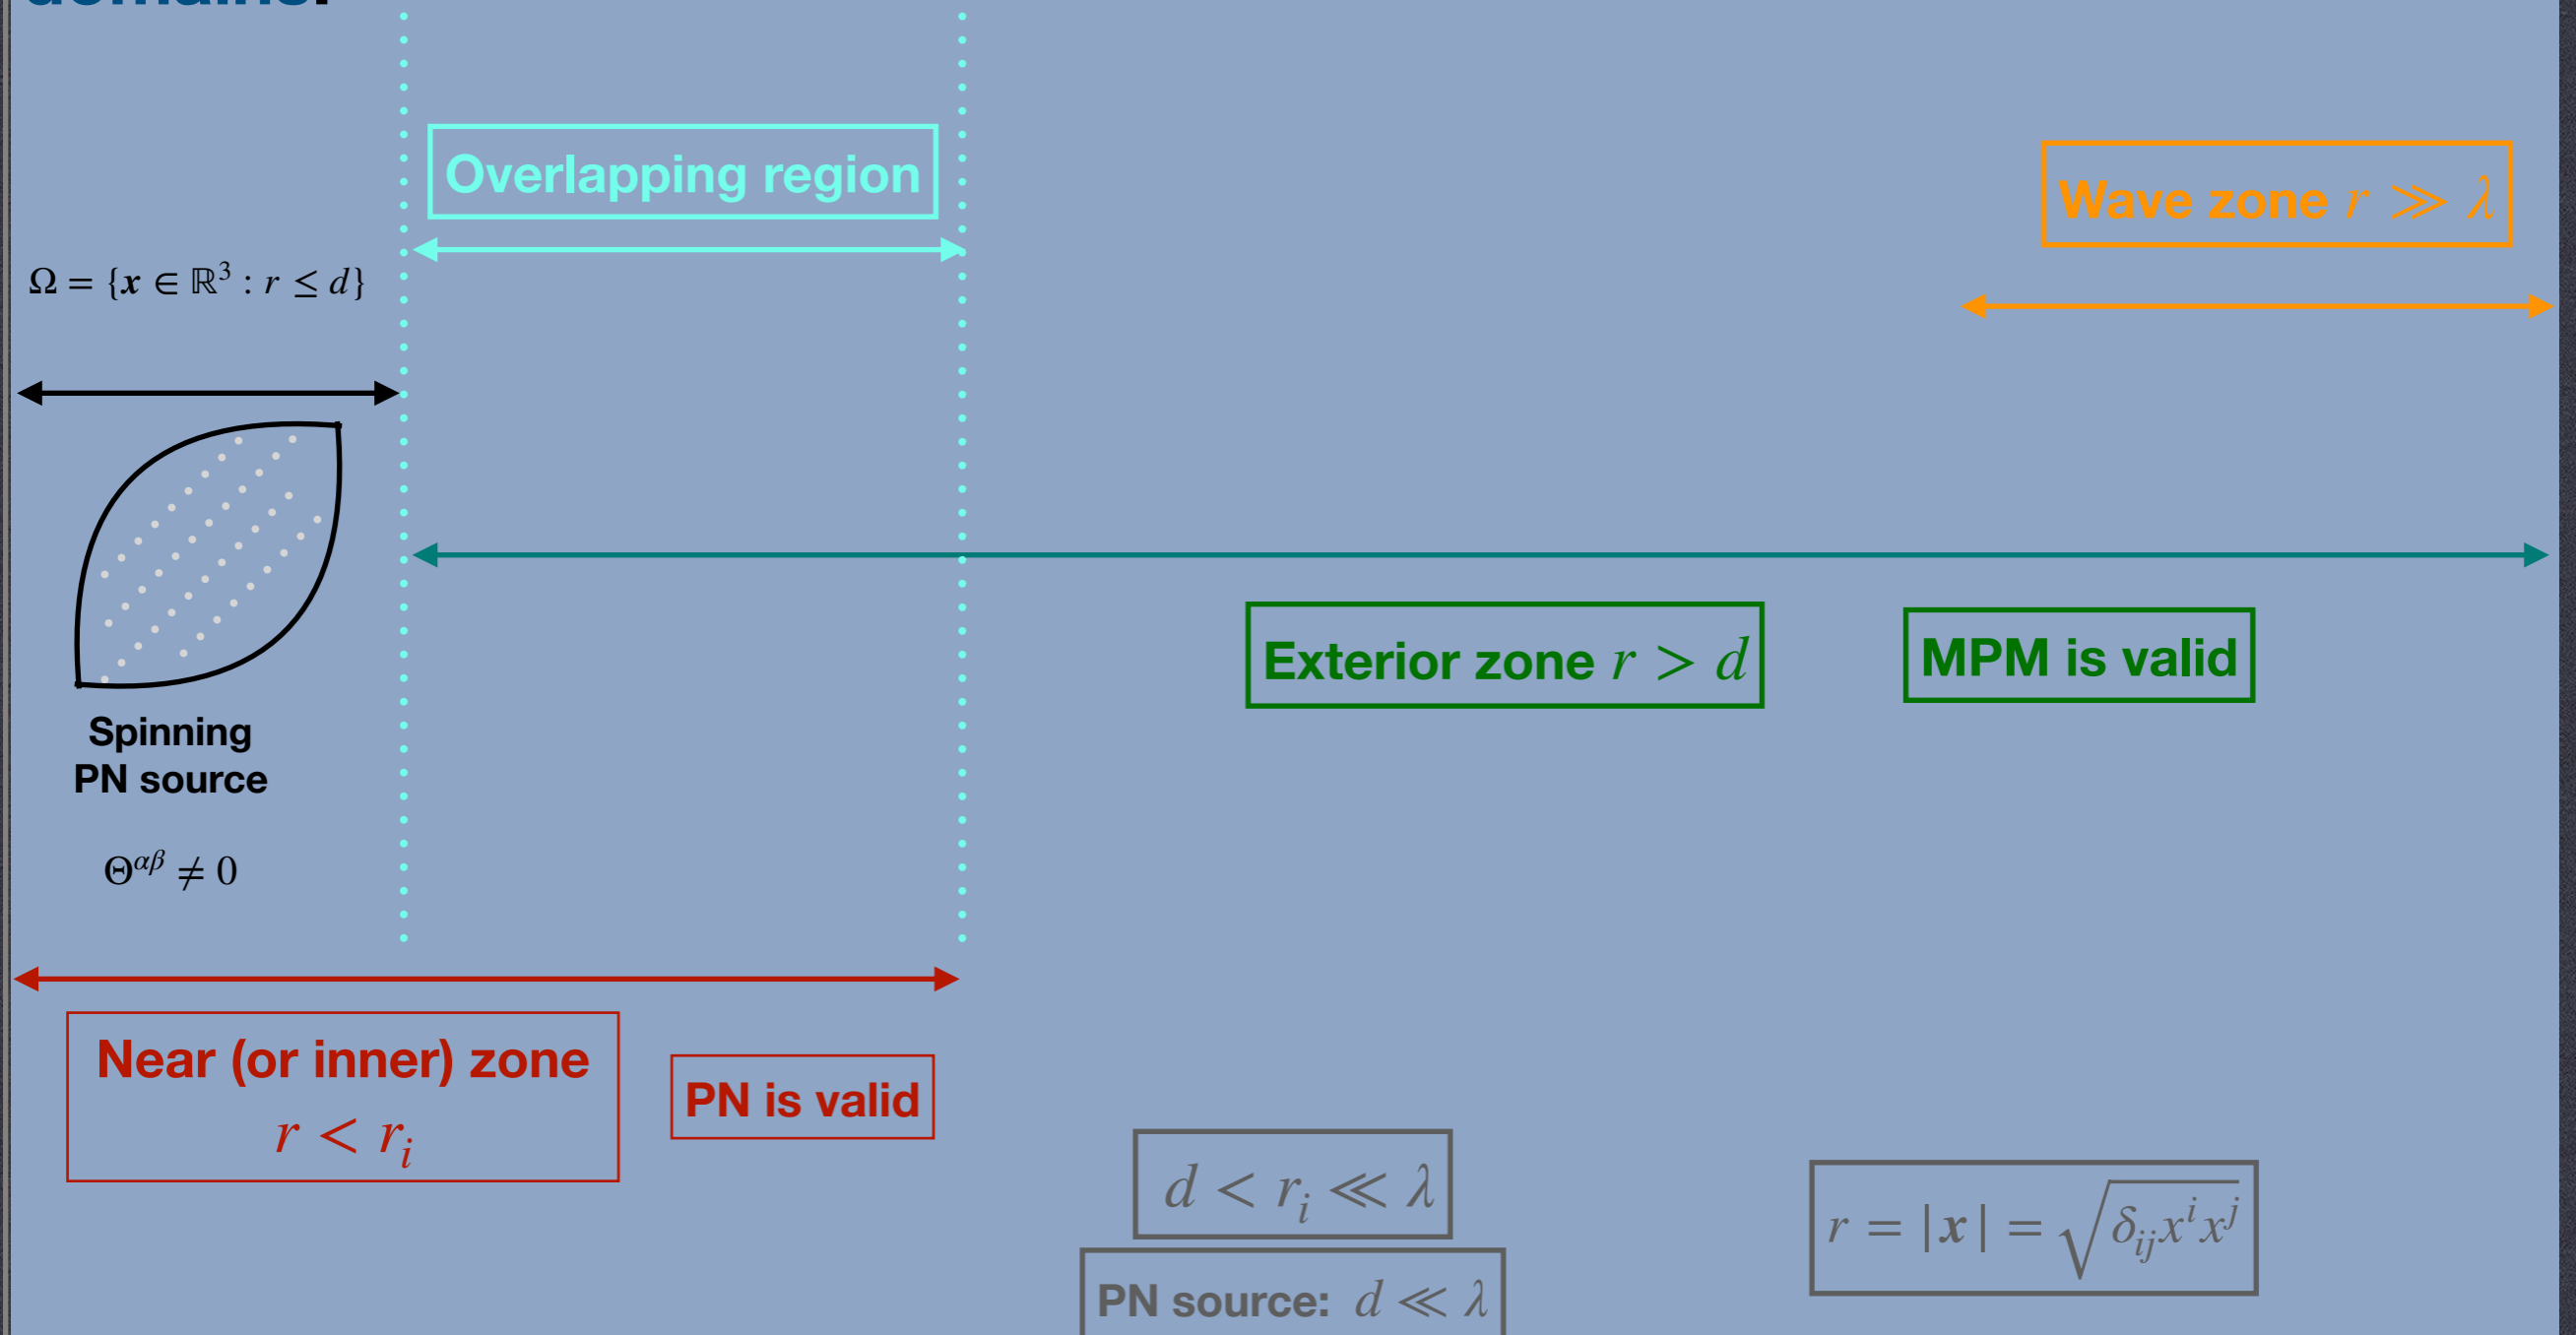 domains:
Overlapping region
Wave zone r ≫ λ
Ω = {x ∈ ℝ³ : r ≤ d}
Exterior zone r > d
MPM is valid
Spinning
PN source
Θ^{αβ} ≠ 0
Near (or inner) zone
r < r_i
PN is valid
d < r_i ≪ λ
r = |x| = √(δ_{ij}x^i x^j)
PN source: d ≪ λ